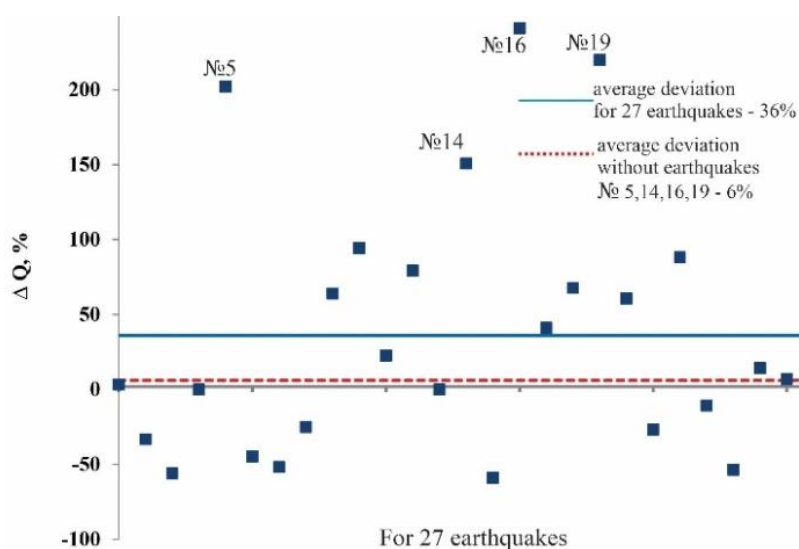 №16
№19
№5
200
average deviation
for 27 earthquakes - 36%
№14
average deviation
without earthquakes
№ 5,14,16,19 - 6%
150
100
Δ Q, %
50
0
-50
-100
For 27 earthquakes